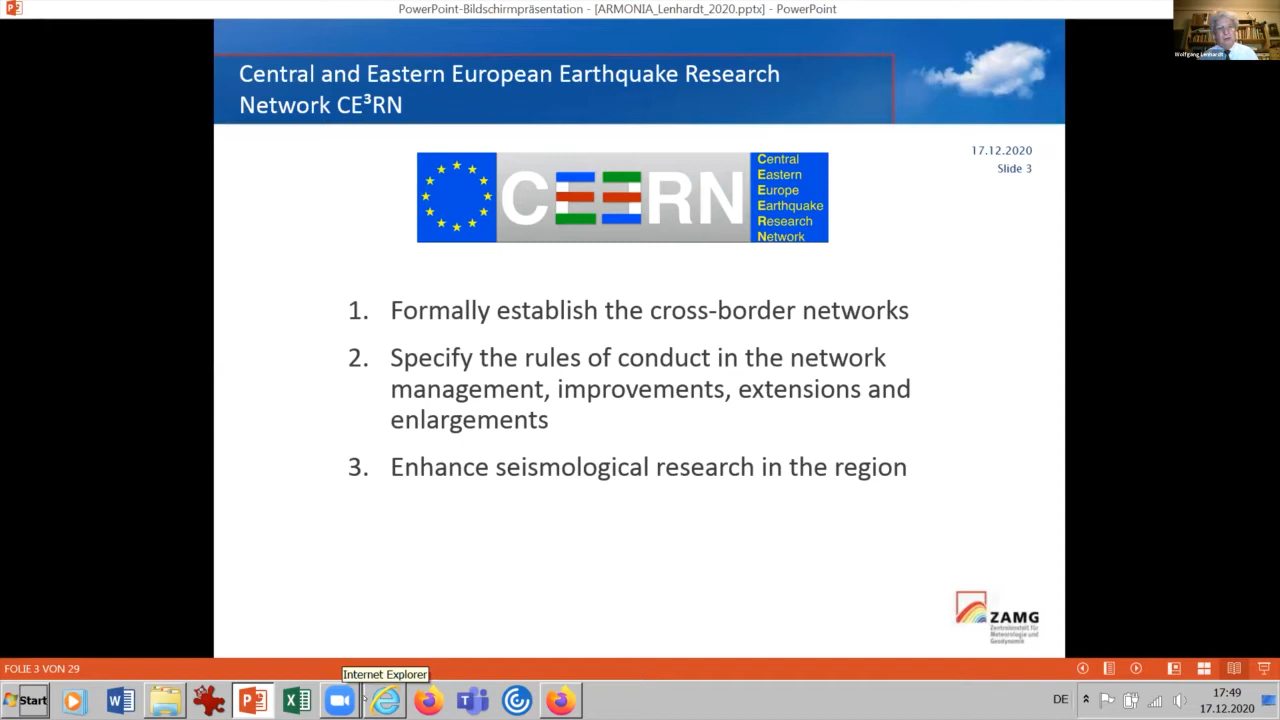 PowerPoint-Bildschirmpräsentation - [ARMONIA_Lenhardt_2020.pptx] - PowerPoint
Wolfgang Lenhardt
Central and Eastern European Earthquake Research
Network CE³RN
17.12.2020
Slide 3
CEERN
Central
Eastern
Europe
Earthquake
Research
Network
1. Formally establish the cross-border networks
2. Specify the rules of conduct in the network
management, improvements, extensions and
enlargements
3. Enhance seismological research in the region
ZAMG
Zentralanstalt für
Meteorologie und
Geodynamik
FOLIE 3 VON 29
Internet Explorer
Start
DE
17:49
17.12.2020